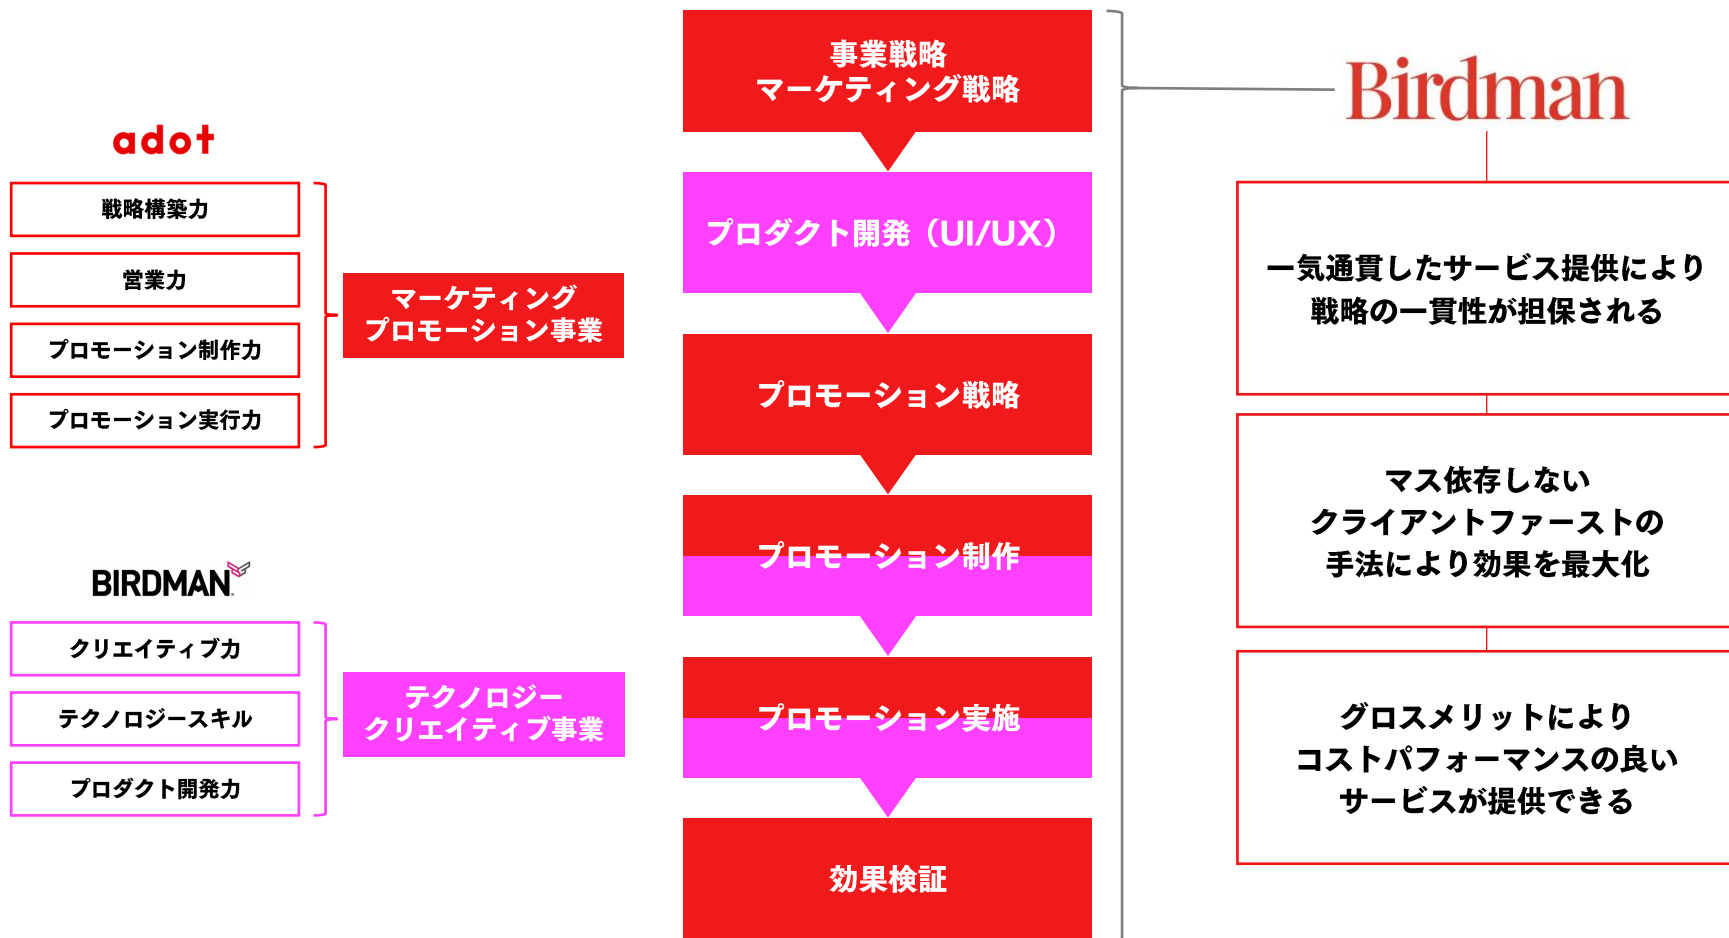 adot
戦略構築力
営業力
プロモーション制作力
プロモーション実行力
マーケティング
プロモーション事業
BIRDMAN
クリエイティブ力
テクノロジースキル
プロダクト開発力
テクノロジー
クリエイティブ事業
事業戦略
マーケティング戦略
プロダクト開発（UI/UX）
プロモーション戦略
プロモーション制作
プロモーション実施
効果検証
Birdman
一気通貫したサービス提供により
戦略の一貫性が担保される
マス依存しない
クライアントファーストの
手法により効果を最大化
グロスメリットにより
コストパフォーマンスの良い
サービスが提供できる